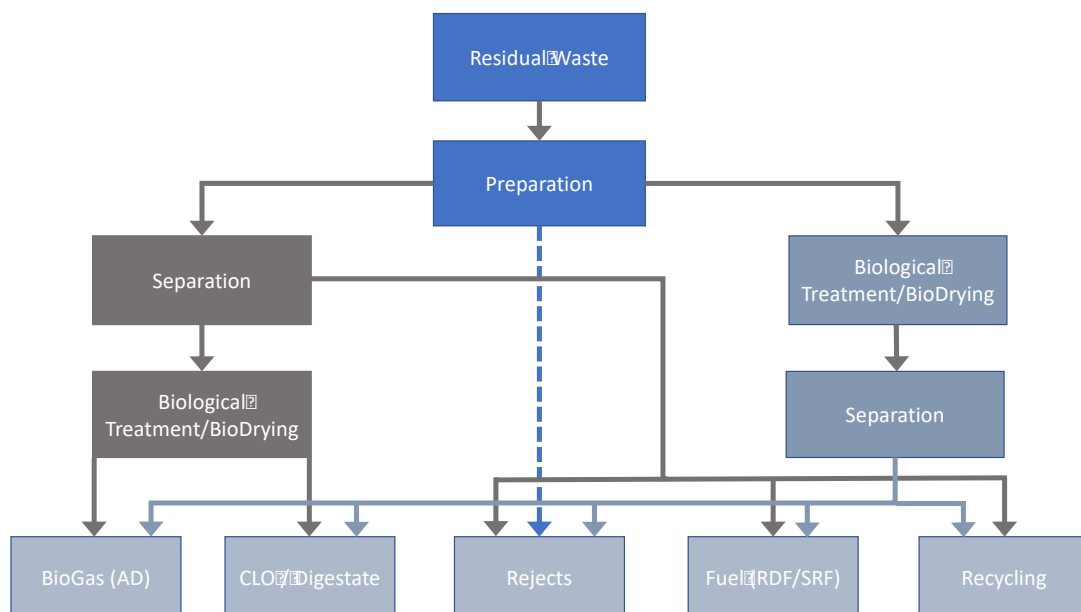 Residual Waste
Preparation
Separation
Biological
Treatment/BioDrying
Biological
Treatment/BioDrying
Separation
BioGas (AD)
CLO / Digestate
Rejects
Fuel (RDF/SRF)
Recycling